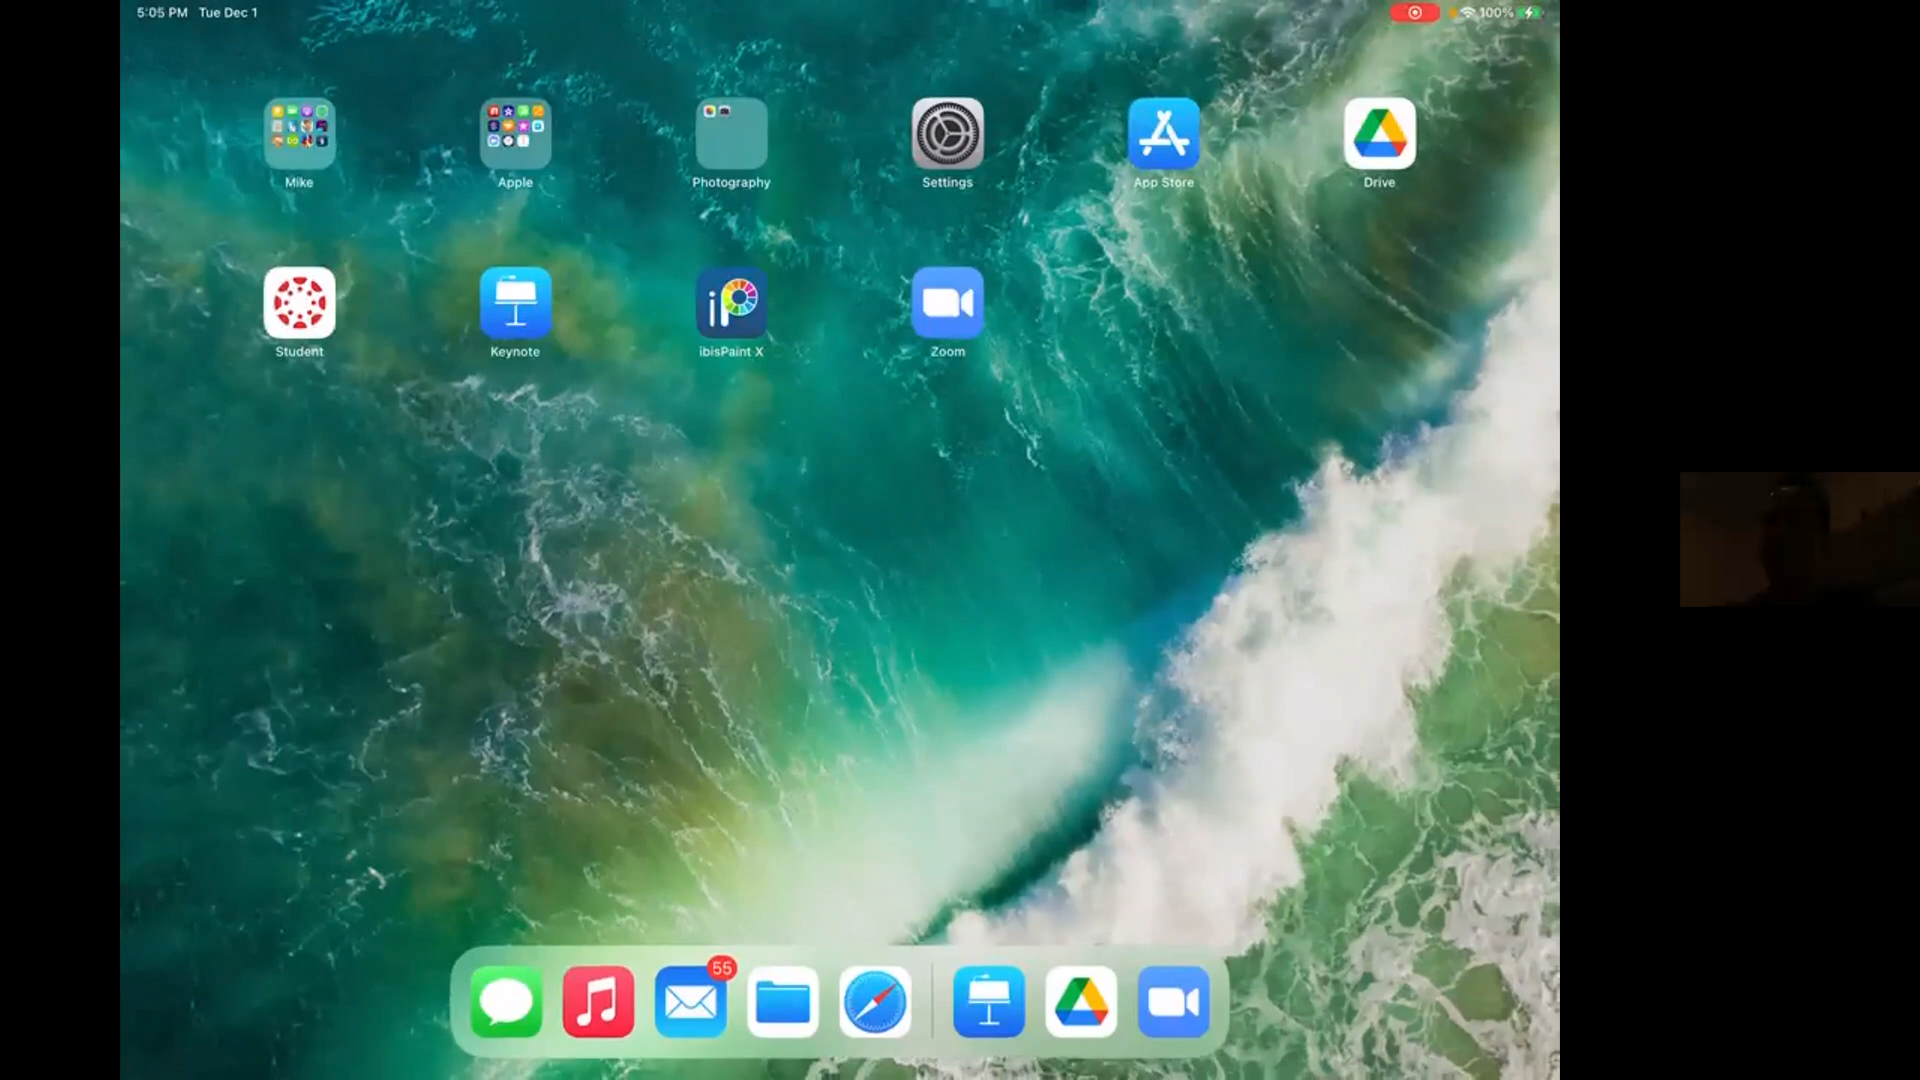 5:05 PM Tue Dec 1
100%
Mike
Apple
Photography
Settings
App Store
Drive
iP
Student
Keynote
ibisPaint X
Zoom
55